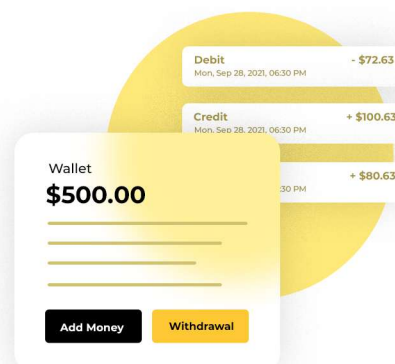 Debit
- $72.63
Mon, Sep 28, 2021, 06:30 PM
Credit
+ $100.63
Mon, Sep 28, 2021, 06:30 PM
+ $80.63
:30 PM
Wallet
$500.00
Add Money
Withdrawal